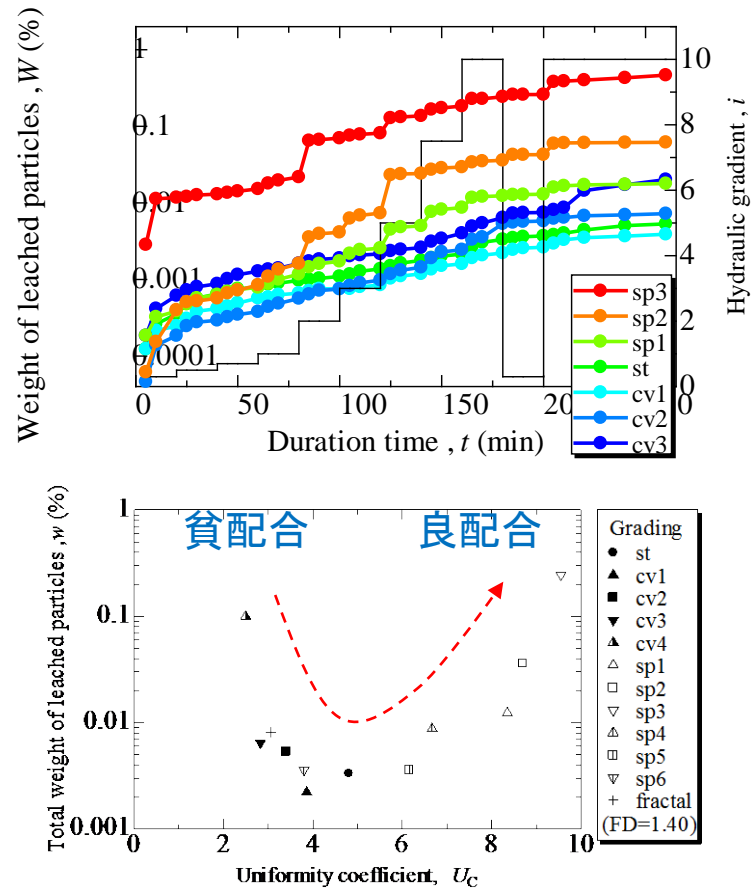 Weight of leached particles , W (%)
1
0.1
0.01
0.001
0.0001
10
8
6
4
2
0
Hydraulic gradient , i
0 50 100 150 20 0
Duration time , t (min)
sp3
sp2
sp1
st
cv1
cv2
cv3
Total weight of leached particles ,w (%)
1
0.1
0.01
0.001
貧配合 良配合
0 2 4 6 8 10
Uniformity coefficient, UC
Grading
st
cv1
cv2
cv3
cv4
sp1
sp2
sp3
sp4
sp5
sp6
fractal
(FD=1.40)